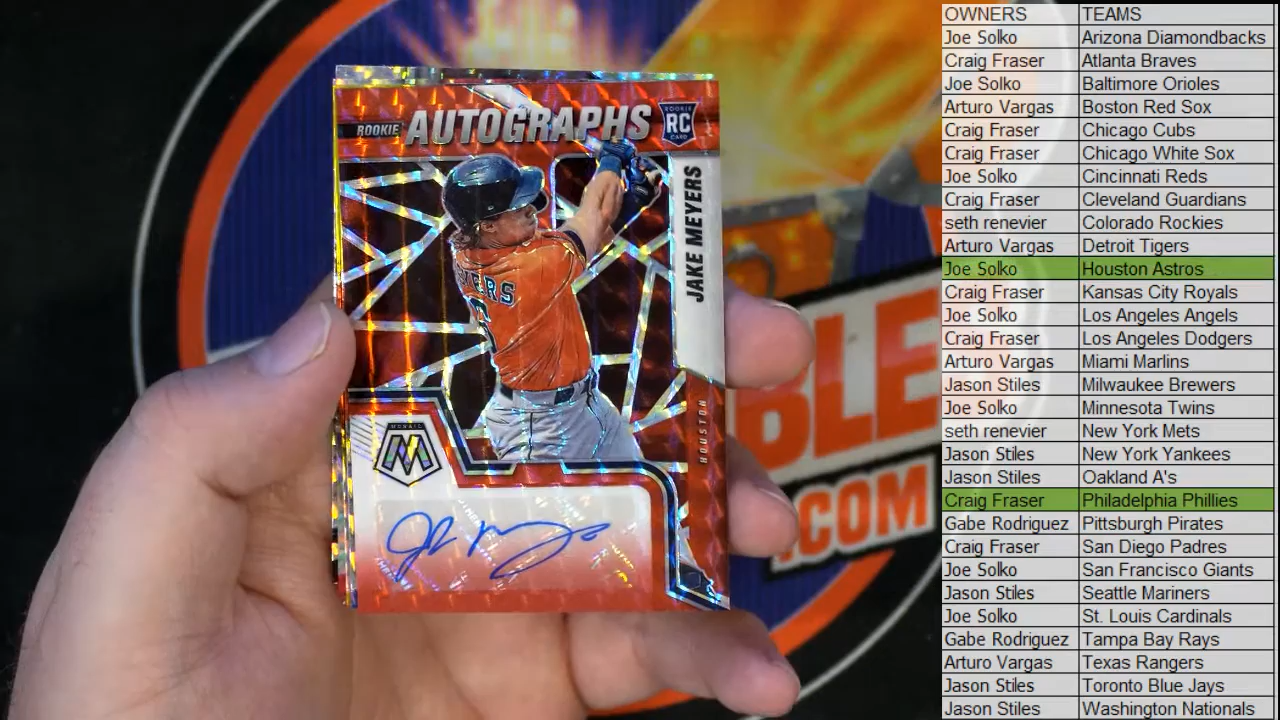 ROOKIE AUTOGRAPHS
ROOKIE
RC
CARD
JAKE MEYERS
HOUSTON
MOSAIC
M
BLE
.COM
OWNERS TEAMS
Joe Solko Arizona Diamondbacks
Craig Fraser Atlanta Braves
Joe Solko Baltimore Orioles
Arturo Vargas Boston Red Sox
Craig Fraser Chicago Cubs
Craig Fraser Chicago White Sox
Joe Solko Cincinnati Reds
Craig Fraser Cleveland Guardians
seth renevier Colorado Rockies
Arturo Vargas Detroit Tigers
Joe Solko Houston Astros
Craig Fraser Kansas City Royals
Joe Solko Los Angeles Angels
Craig Fraser Los Angeles Dodgers
Arturo Vargas Miami Marlins
Jason Stiles Milwaukee Brewers
Joe Solko Minnesota Twins
seth renevier New York Mets
Jason Stiles New York Yankees
Jason Stiles Oakland A's
Craig Fraser Philadelphia Phillies
Gabe Rodriguez Pittsburgh Pirates
Craig Fraser San Diego Padres
Joe Solko San Francisco Giants
Jason Stiles Seattle Mariners
Joe Solko St. Louis Cardinals
Gabe Rodriguez Tampa Bay Rays
Arturo Vargas Texas Rangers
Jason Stiles Toronto Blue Jays
Jason Stiles Washington Nationals